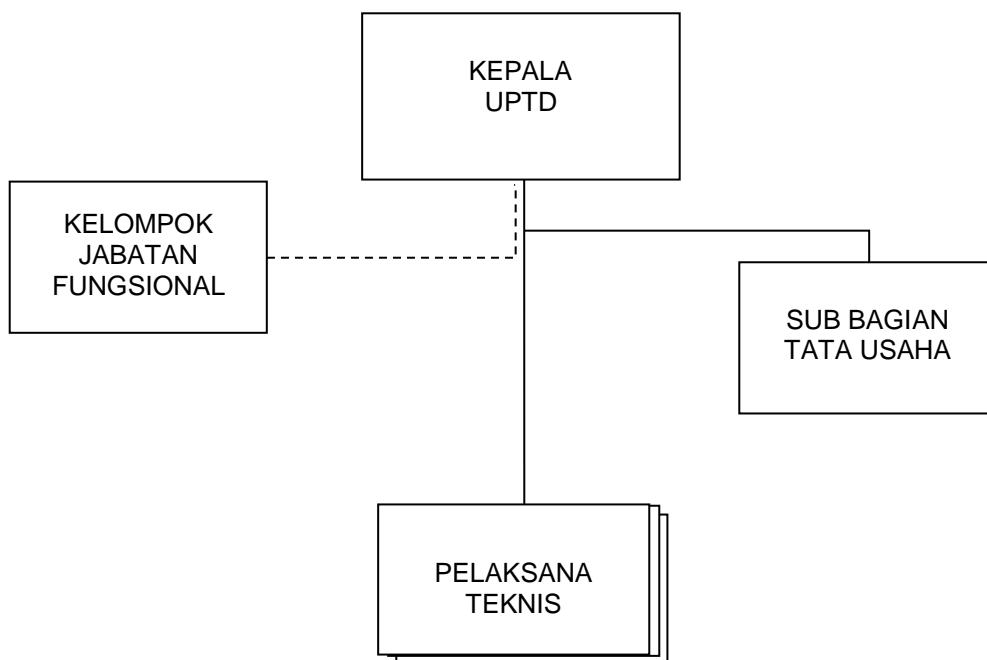 KEPALA
UPTD
KELOMPOK
JABATAN
FUNGSIONAL
SUB BAGIAN
TATA USAHA
PELAKSANA
TEKNIS